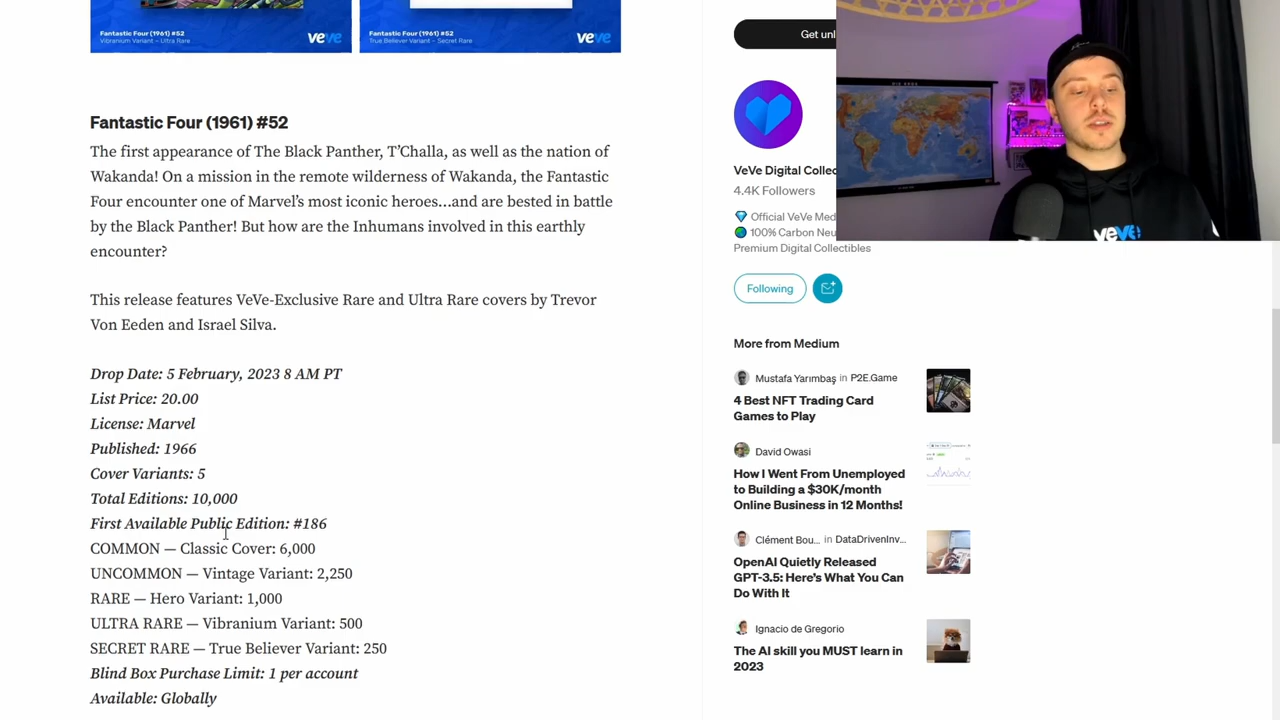 Fantastic Four (1961) #52
Vibranium Variant – Ultra Rare
veve
Fantastic Four (1961) #52
True Believer Variant – Secret Rare
veve
Fantastic Four (1961) #52
The first appearance of The Black Panther, T’Challa, as well as the nation of
Wakanda! On a mission in the remote wilderness of Wakanda, the Fantastic
Four encounter one of Marvel’s most iconic heroes…and are bested in battle
by the Black Panther! But how are the Inhumans involved in this earthly
encounter?
This release features VeVe-Exclusive Rare and Ultra Rare covers by Trevor
Von Eeden and Israel Silva.
Drop Date: 5 February, 2023 8 AM PT
List Price: 20.00
License: Marvel
Published: 1966
Cover Variants: 5
Total Editions: 10,000
First Available Public Edition: #186
COMMON — Classic Cover: 6,000
UNCOMMON — Vintage Variant: 2,250
RARE — Hero Variant: 1,000
ULTRA RARE — Vibranium Variant: 500
SECRET RARE — True Believer Variant: 250
Blind Box Purchase Limit: 1 per account
Available: Globally
Get unl
VeVe Digital Collec
4.4K Followers
Official VeVe Med
100% Carbon Neu
Premium Digital Collectibles
Following
More from Medium
Mustafa Yarımbaş in P2E.Game
4 Best NFT Trading Card
Games to Play
David Owasi
How I Went From Unemployed
to Building a $30K/month
Online Business in 12 Months!
Clément Bou... in DataDrivenInv...
OpenAI Quietly Released
GPT-3.5: Here’s What You Can
Do With It
Ignacio de Gregorio
The AI skill you MUST learn in
2023
veve